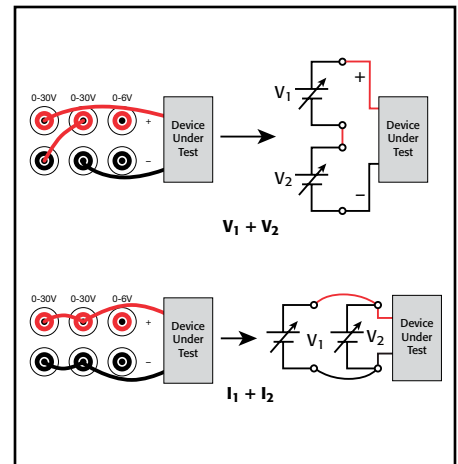 0-30V 0-30V 0-6V
+
−
Device
Under
Test
V1
V2
+
−
Device
Under
Test
V1 + V2
0-30V 0-30V 0-6V
+
−
Device
Under
Test
V1
V2
Device
Under
Test
I1 + I2